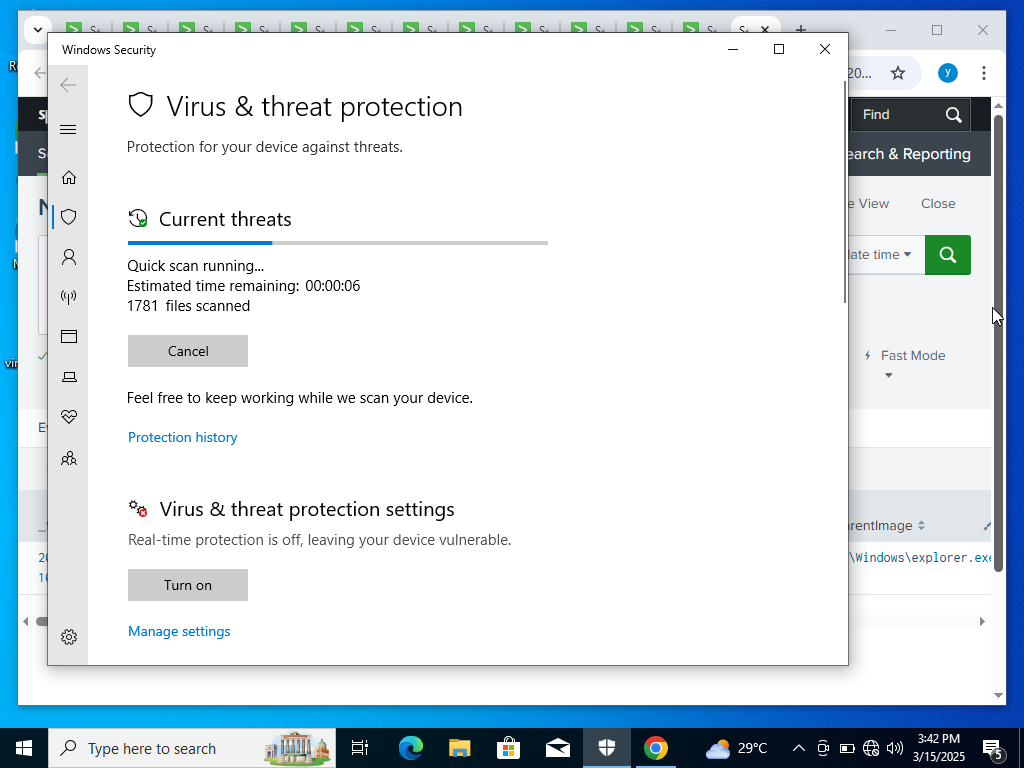 Windows Security
Virus & threat protection
Protection for your device against threats.
Current threats
Quick scan running...
Estimated time remaining: 00:00:06
1781 files scanned
Cancel
Feel free to keep working while we scan your device.
Protection history
Virus & threat protection settings
Real-time protection is off, leaving your device vulnerable.
Turn on
Manage settings
20...
y
Find
earch & Reporting
e View
Close
ate time
Fast Mode
arentImage
\Windows\explorer.exe
Type here to search
29°C
3:42 PM
3/15/2025
5